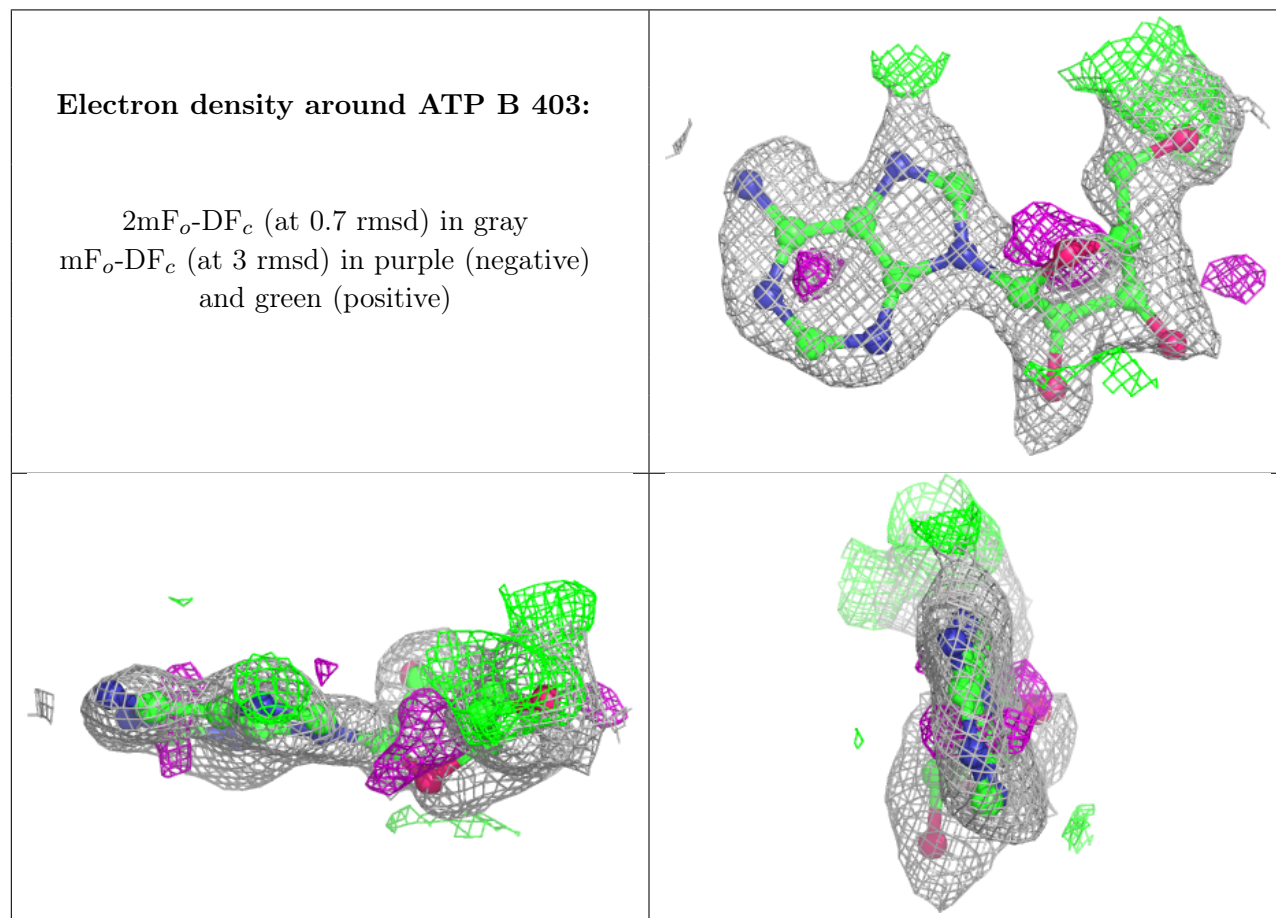 Electron density around ATP B 403:
2mFo-DFc (at 0.7 rmsd) in gray
mFo-DFc (at 3 rmsd) in purple (negative)
and green (positive)